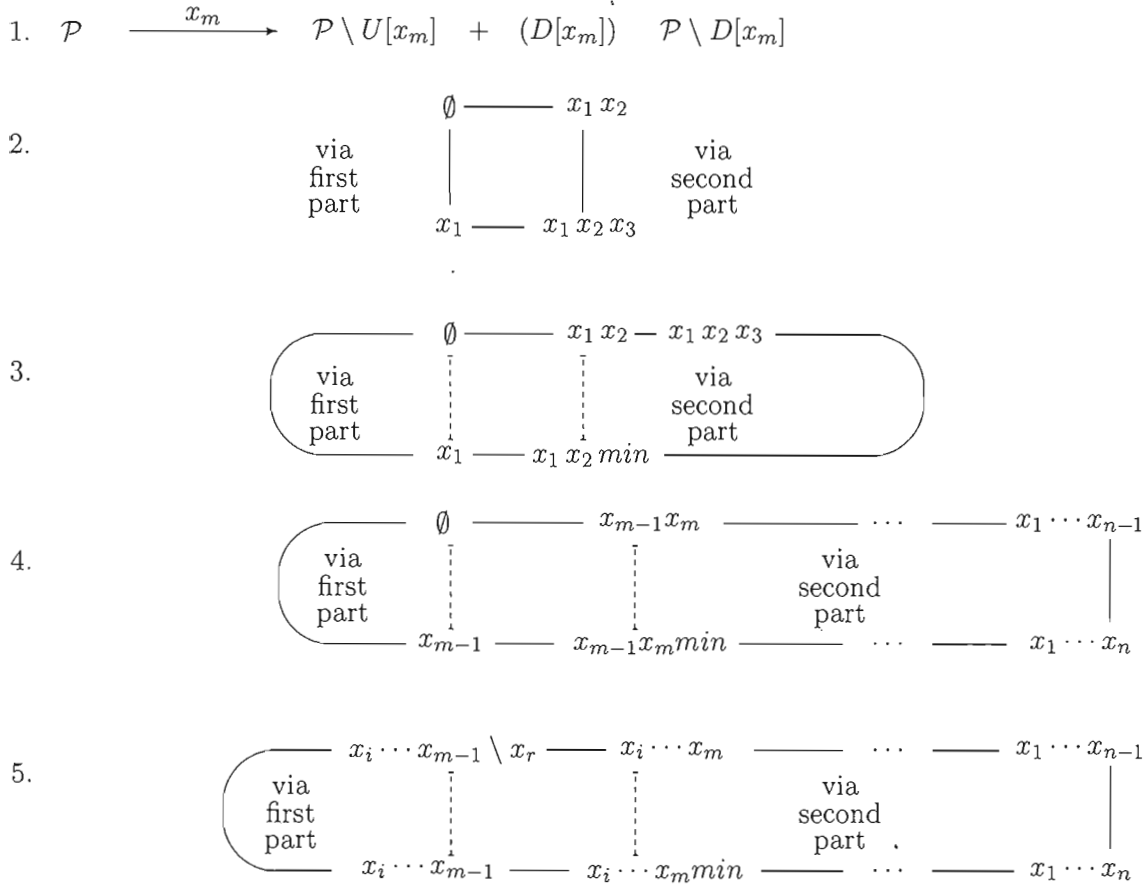 x_m
1. 𝒫 ⟶ 𝒫 \ U[x_m] + (D[x_m]) 𝒫 \ D[x_m]
∅ x_1 x_2
2.
via first part
via second part
x_1 x_1 x_2 x_3
∅ x_1 x_2 x_1 x_2 x_3
3.
via first part
via second part
x_1 x_1 x_2 min
∅ x_{m-1}x_m ⋯ x_1 ⋯ x_{n-1}
4.
via first part
via second part
x_{m-1} x_{m-1}x_m min ⋯ x_1 ⋯ x_n
x_i ⋯ x_{m-1} \ x_r x_i ⋯ x_m ⋯ x_1 ⋯ x_{n-1}
5.
via first part
via second part
x_i ⋯ x_{m-1} x_i ⋯ x_m min ⋯ x_1 ⋯ x_n